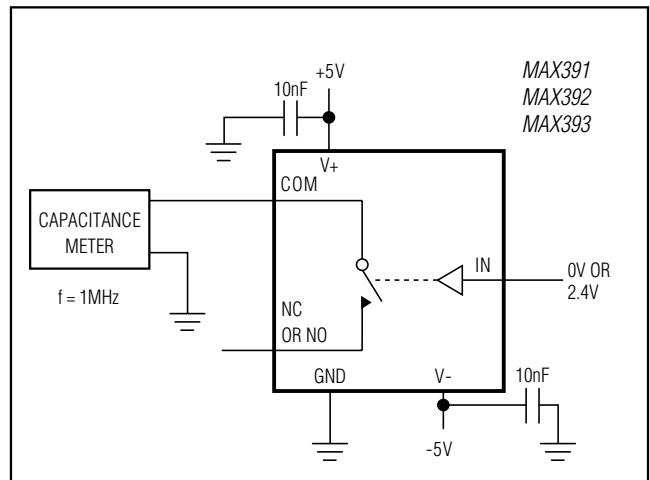 +5V
10nF
MAX391
MAX392
MAX393
V+
COM
CAPACITANCE
METER
IN
0V OR
2.4V
f = 1MHz
NC
OR NO
GND
V-
10nF
-5V